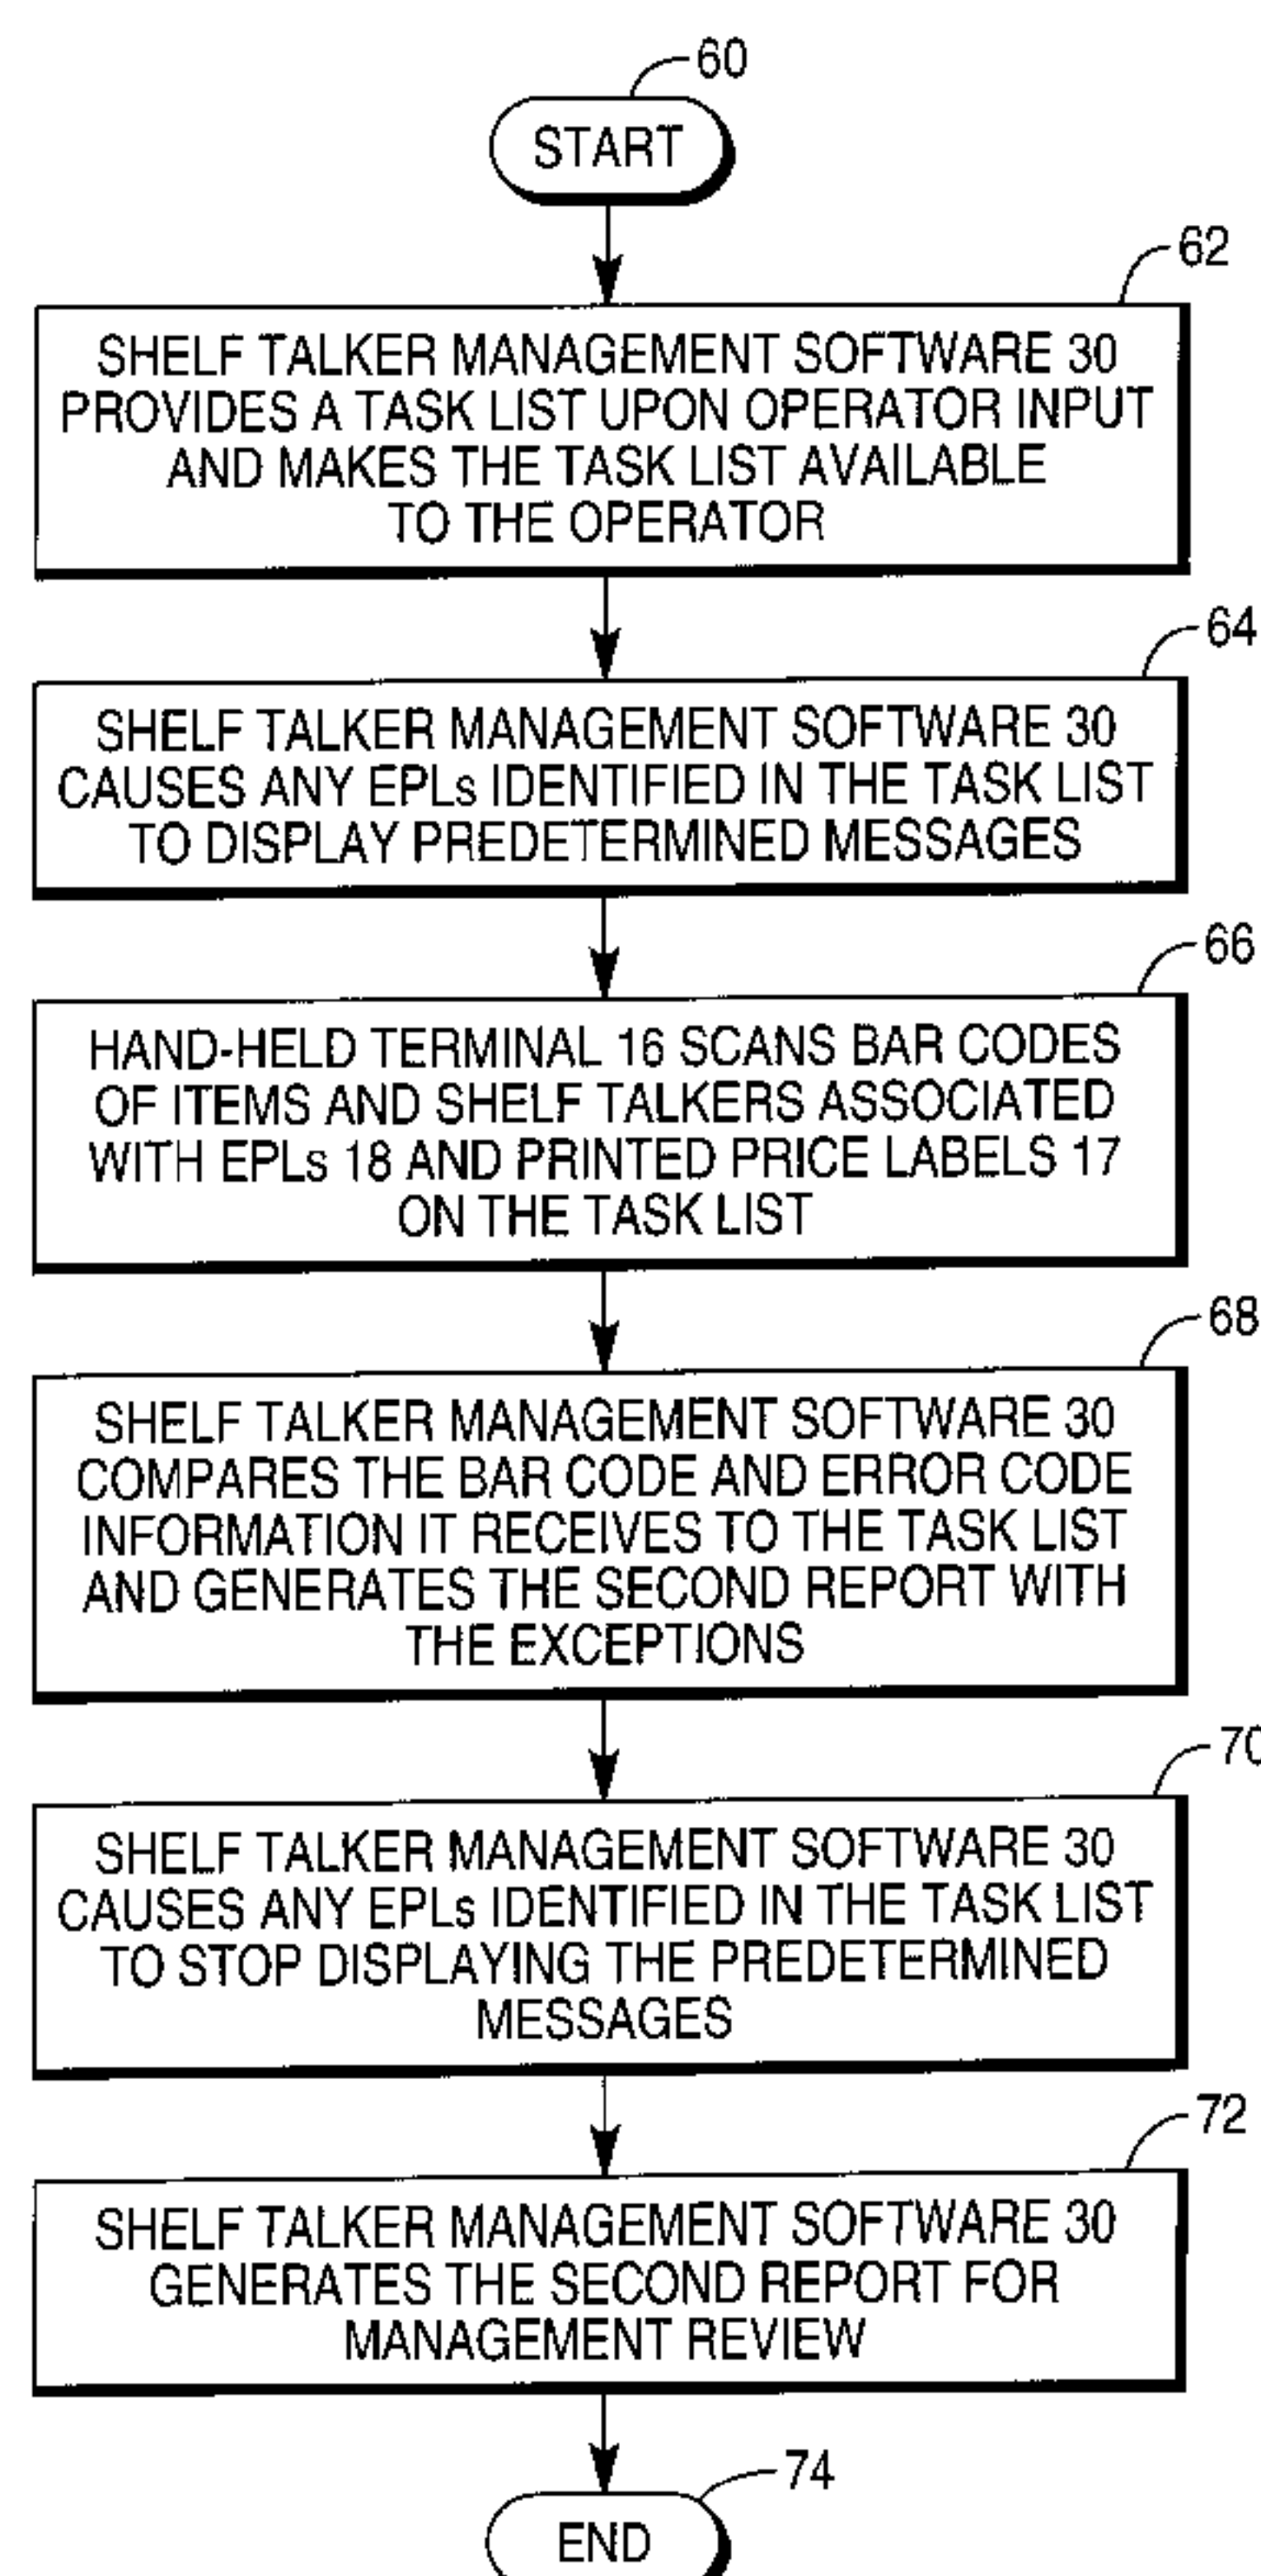 60
START
62
SHELF TALKER MANAGEMENT SOFTWARE 30
PROVIDES A TASK LIST UPON OPERATOR INPUT
AND MAKES THE TASK LIST AVAILABLE
TO THE OPERATOR
64
SHELF TALKER MANAGEMENT SOFTWARE 30
CAUSES ANY EPLs IDENTIFIED IN THE TASK LIST
TO DISPLAY PREDETERMINED MESSAGES
66
HAND-HELD TERMINAL 16 SCANS BAR CODES
OF ITEMS AND SHELF TALKERS ASSOCIATED
WITH EPLs 18 AND PRINTED PRICE LABELS 17
ON THE TASK LIST
68
SHELF TALKER MANAGEMENT SOFTWARE 30
COMPARES THE BAR CODE AND ERROR CODE
INFORMATION IT RECEIVES TO THE TASK LIST
AND GENERATES THE SECOND REPORT WITH
THE EXCEPTIONS
70
SHELF TALKER MANAGEMENT SOFTWARE 30
CAUSES ANY EPLs IDENTIFIED IN THE TASK LIST
TO STOP DISPLAYING THE PREDETERMINED
MESSAGES
72
SHELF TALKER MANAGEMENT SOFTWARE 30
GENERATES THE SECOND REPORT FOR
MANAGEMENT REVIEW
74
END